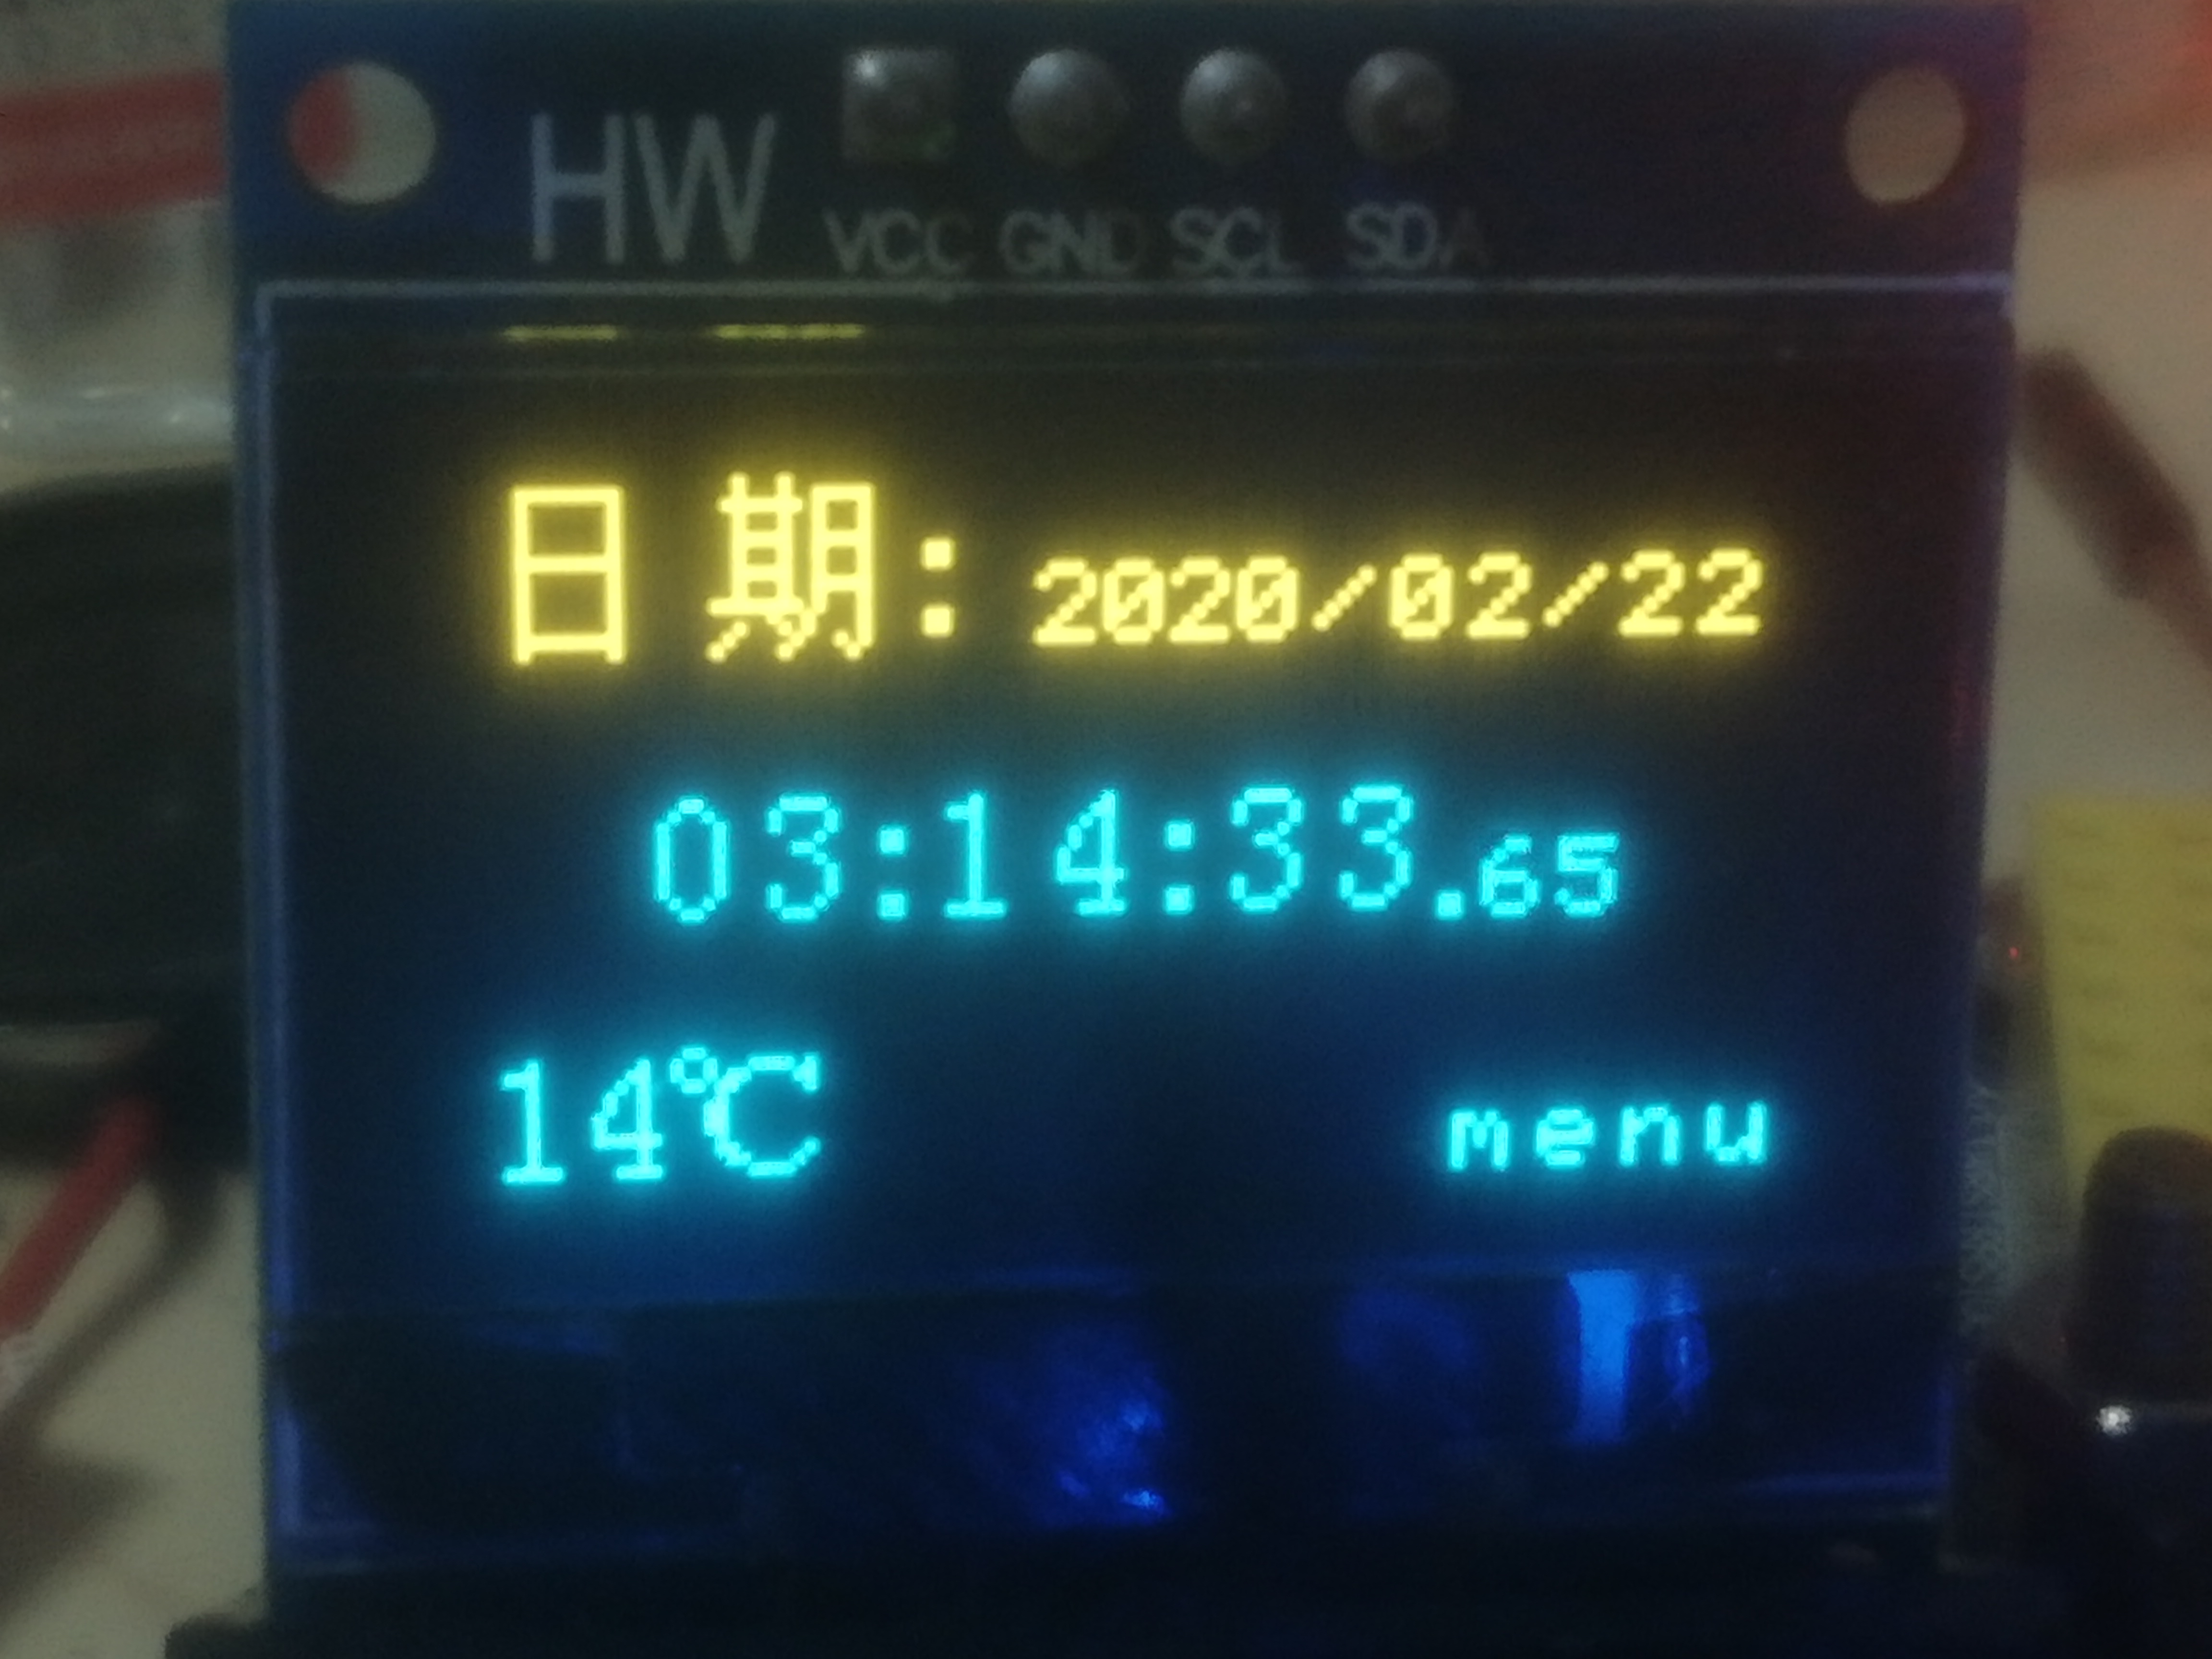 HW
VCC GND SCL SDA
日期: 2020/02/22
03:14:33.65
14℃
menu